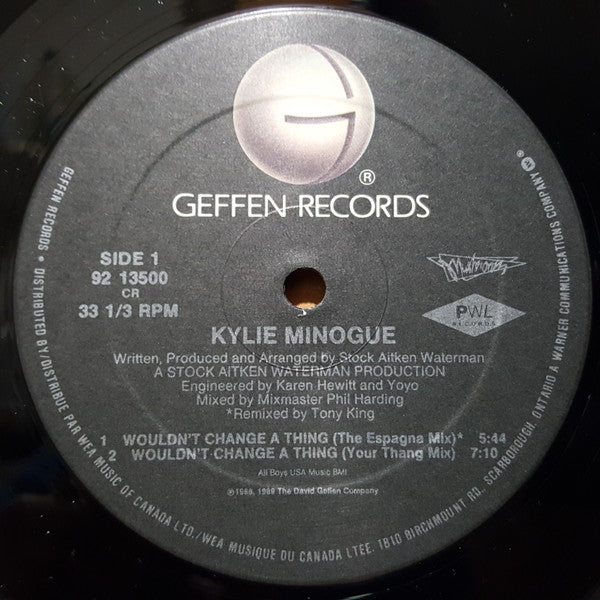 G
®
GEFFEN RECORDS
SIDE 1
92 13500
CR
33 1/3 RPM
PWL
RECORDS
KYLIE MINOGUE
Written, Produced and Arranged by Stock Aitken Waterman
A STOCK AITKEN WATERMAN PRODUCTION
Engineered by Karen Hewitt and Yoyo
Mixed by Mixmaster Phil Harding
*Remixed by Tony King
1 WOULDN'T CHANGE A THING (The Espagna Mix)* 5:44
2 WOULDN'T CHANGE A THING (Your Thang Mix) 7:10
All Boys USA Music BMI
℗1988, 1989 The David Geffen Company
GEFFEN RECORDS • DISTRIBUTED BY/DISTRIBUE PAR WEA MUSIC OF CANADA LTD./WEA MUSIQUE DU CANADA LTEE. 1810 BIRCHMOUNT RD. SCARBOROUGH, ONTARIO A WARNER COMMUNICATIONS COMPANY ®